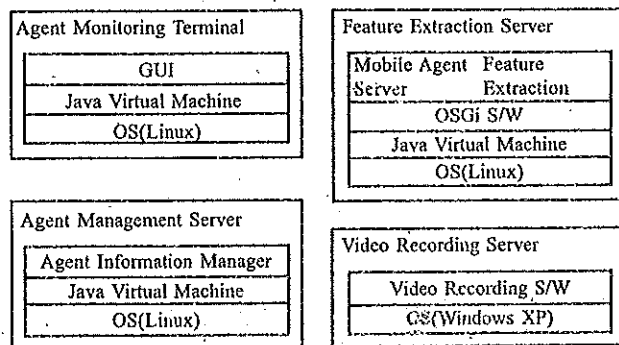 Agent Monitoring Terminal
GUI
Java Virtual Machine
OS(Linux)
Feature Extraction Server
Mobile Agent Feature
Server Extraction
OSGi S/W
Java Virtual Machine
OS(Linux)
Agent Management Server
Agent Information Manager
Java Virtual Machine
OS(Linux)
Video Recording Server
Video Recording S/W
OS(Windows XP)